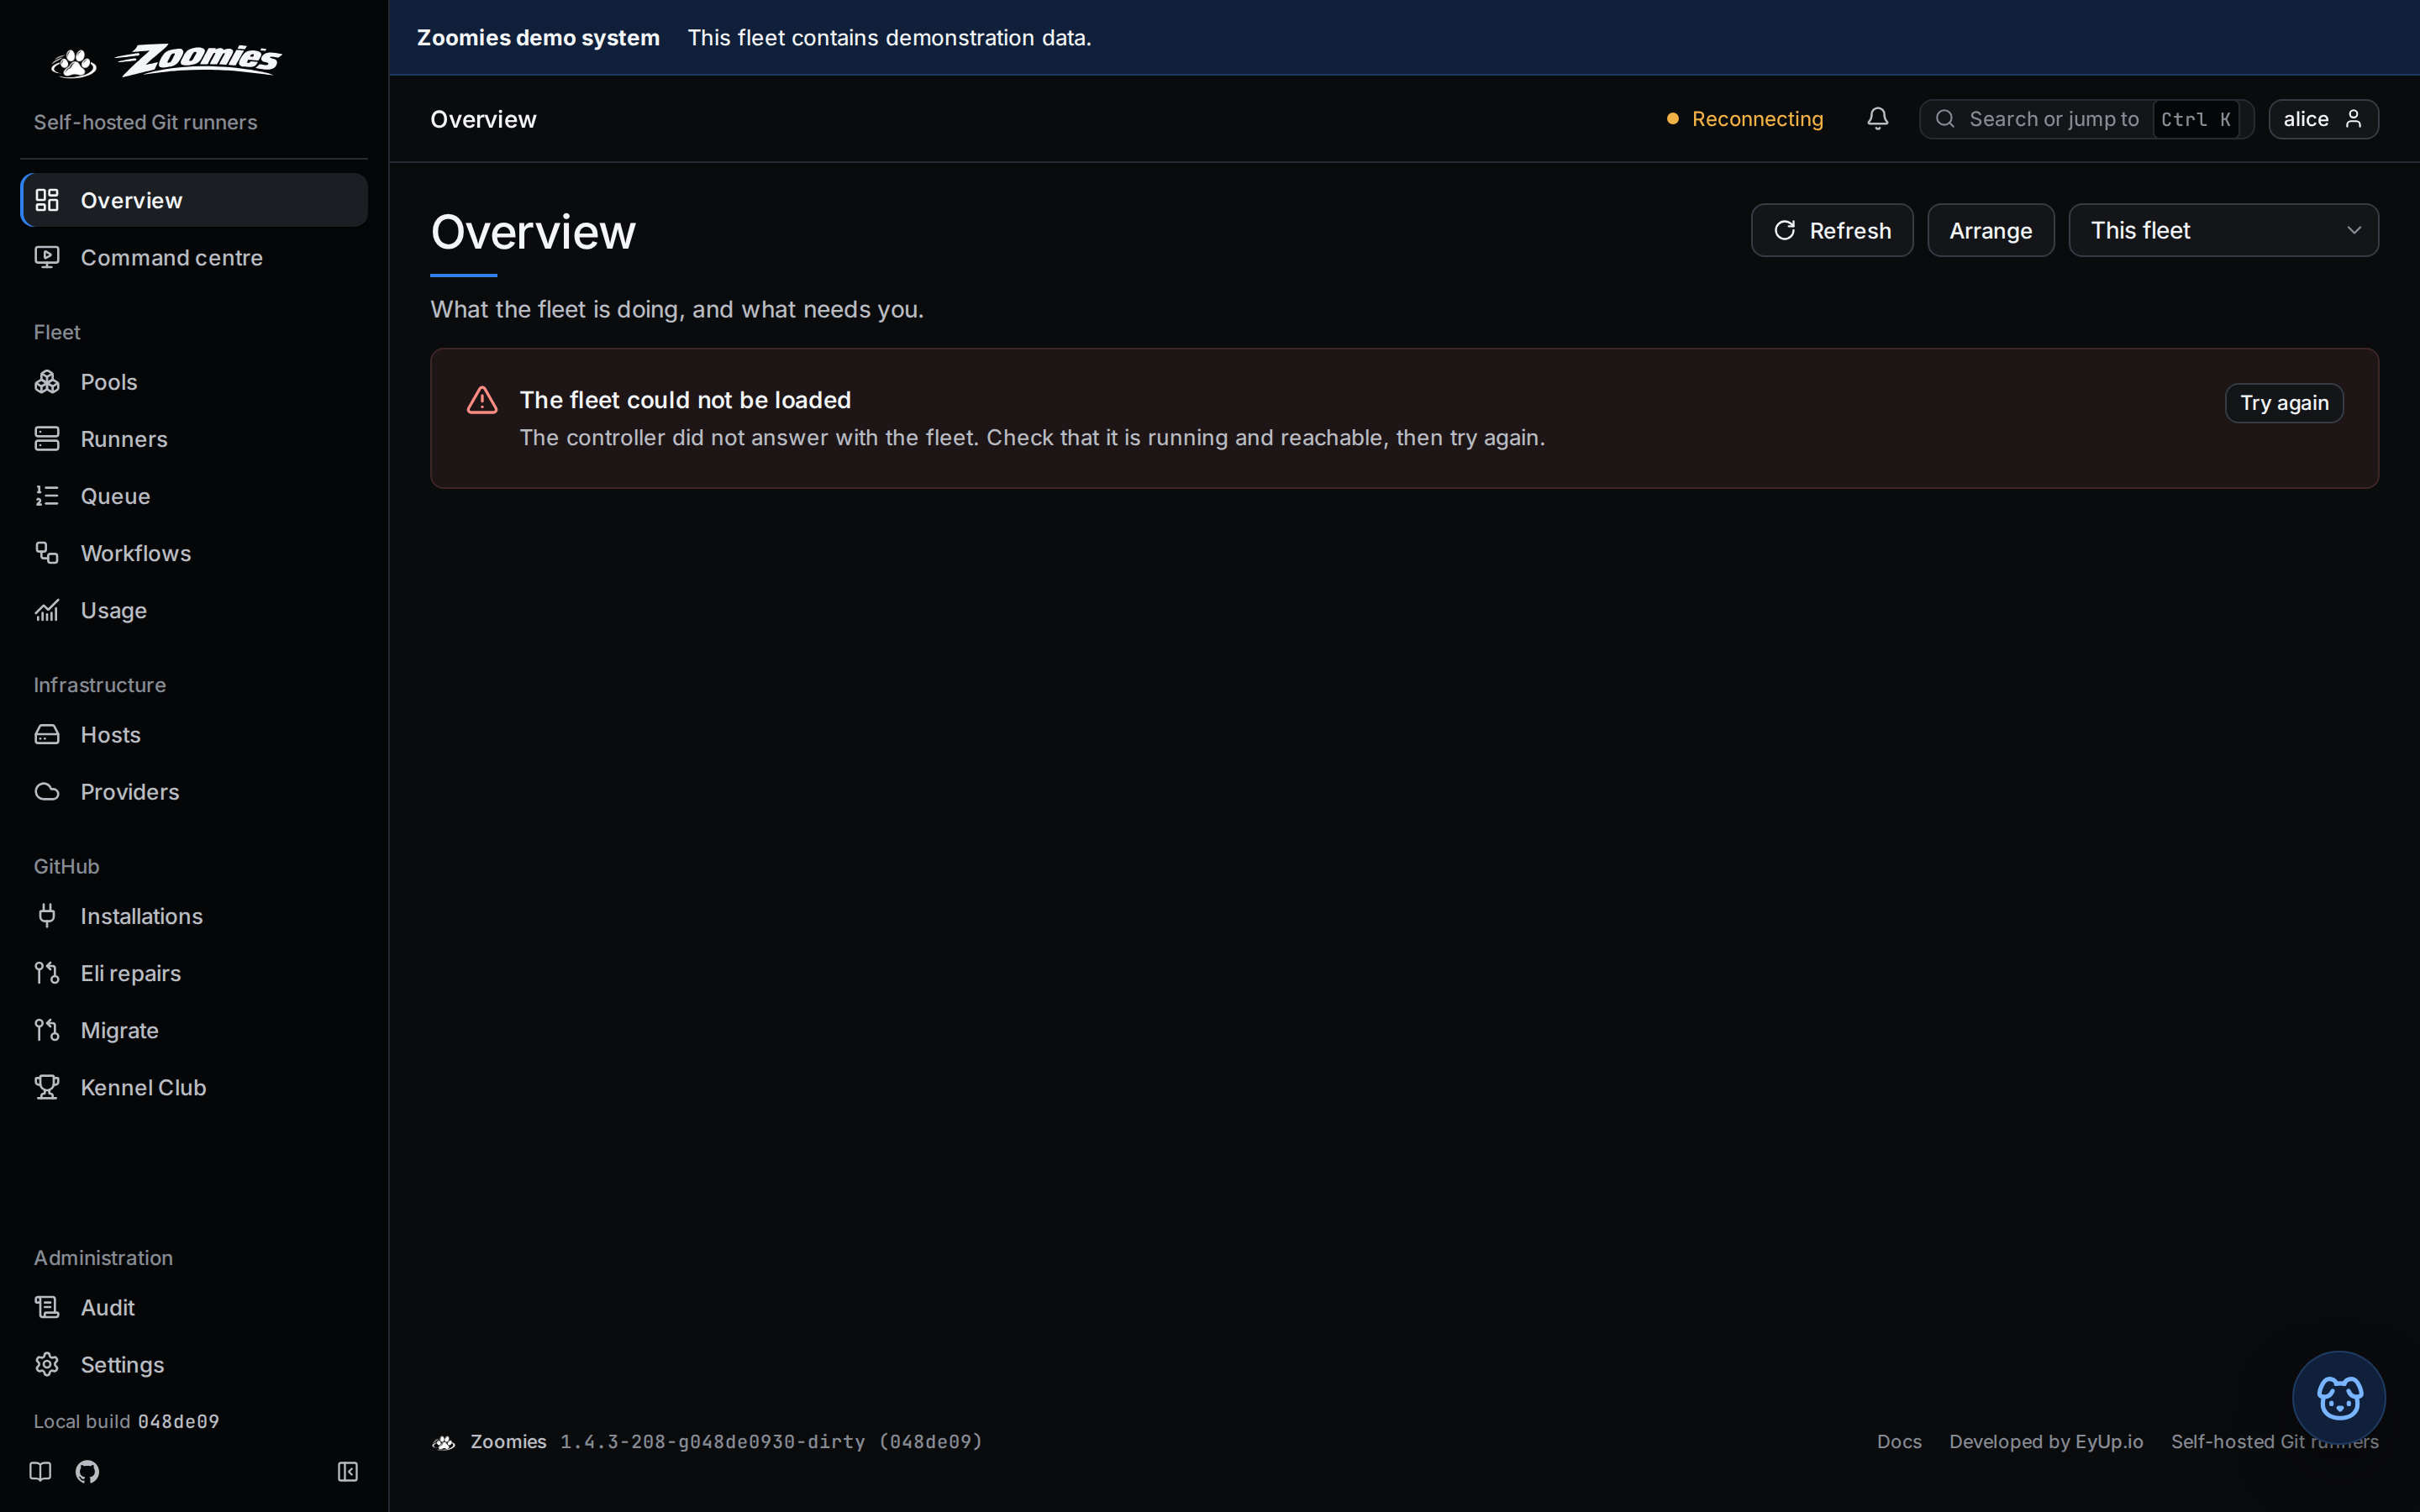 Zoomies
Self-hosted Git runners
Overview
Command centre
Fleet
Pools
Runners
Queue
Workflows
Usage
Infrastructure
Hosts
Providers
GitHub
Installations
Eli repairs
Migrate
Kennel Club
Administration
Audit
Settings
Local build 048de09
Zoomies demo system This fleet contains demonstration data.
Overview
Reconnecting
Search or jump to Ctrl K
alice
Overview
Refresh
Arrange
This fleet
What the fleet is doing, and what needs you.
The fleet could not be loaded
Try again
The controller did not answer with the fleet. Check that it is running and reachable, then try again.
Zoomies 1.4.3-208-g048de0930-dirty (048de09)
Docs
Developed by EyUp.io
Self-hosted Git runners